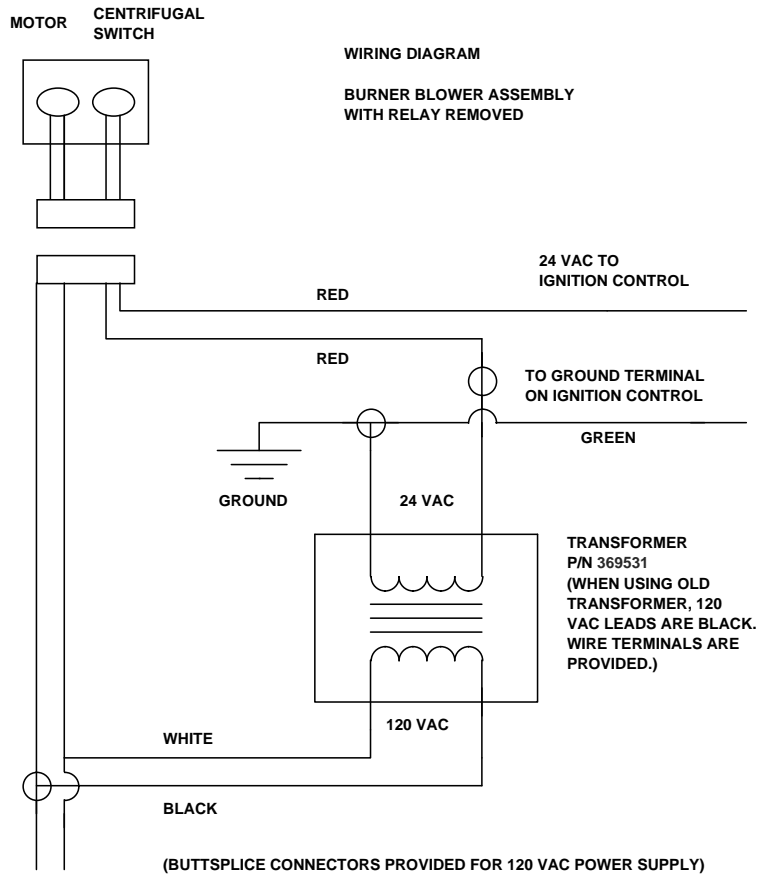 MOTOR
CENTRIFUGAL
SWITCH
WIRING DIAGRAM
BURNER BLOWER ASSEMBLY
WITH RELAY REMOVED
24 VAC TO
IGNITION CONTROL
RED
RED
TO GROUND TERMINAL
ON IGNITION CONTROL
GREEN
GROUND
24 VAC
TRANSFORMER
P/N 369531
(WHEN USING OLD
TRANSFORMER, 120
VAC LEADS ARE BLACK.
WIRE TERMINALS ARE
PROVIDED.)
120 VAC
WHITE
BLACK
(BUTTSPLICE CONNECTORS PROVIDED FOR 120 VAC POWER SUPPLY)